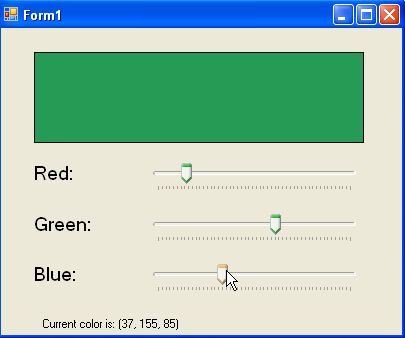 Form1
Red:
Green:
Blue:
Current color is: (37, 155, 85)